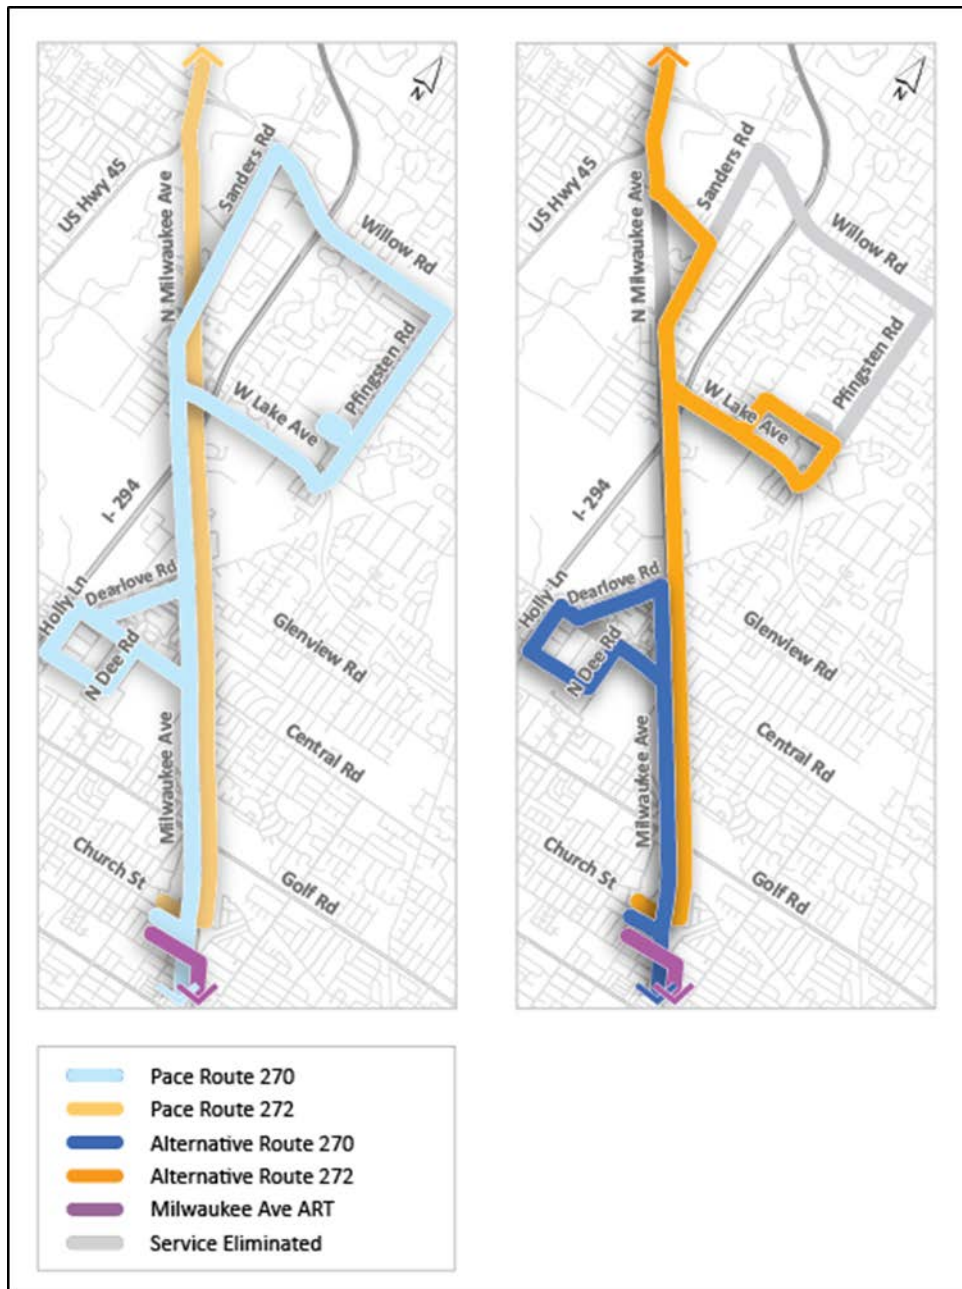 N
US Hwy 45
N Milwaukee Ave
Sanders Rd
Willow Rd
Pfingsten Rd
W Lake Ave
I- 294
Holly Ln
Dearlove Rd
N Dee Rd
Glenview Rd
Central Rd
Milwaukee Ave
Church St
Golf Rd
N
US Hwy 45
N Milwaukee Ave
Sanders Rd
Willow Rd
Pfingsten Rd
W Lake Ave
I- 294
Holly Ln
Dearlove Rd
N Dee Rd
Glenview Rd
Central Rd
Milwaukee Ave
Church St
Golf Rd
Pace Route 270
Pace Route 272
Alternative Route 270
Alternative Route 272
Milwaukee Ave ART
Service Eliminated